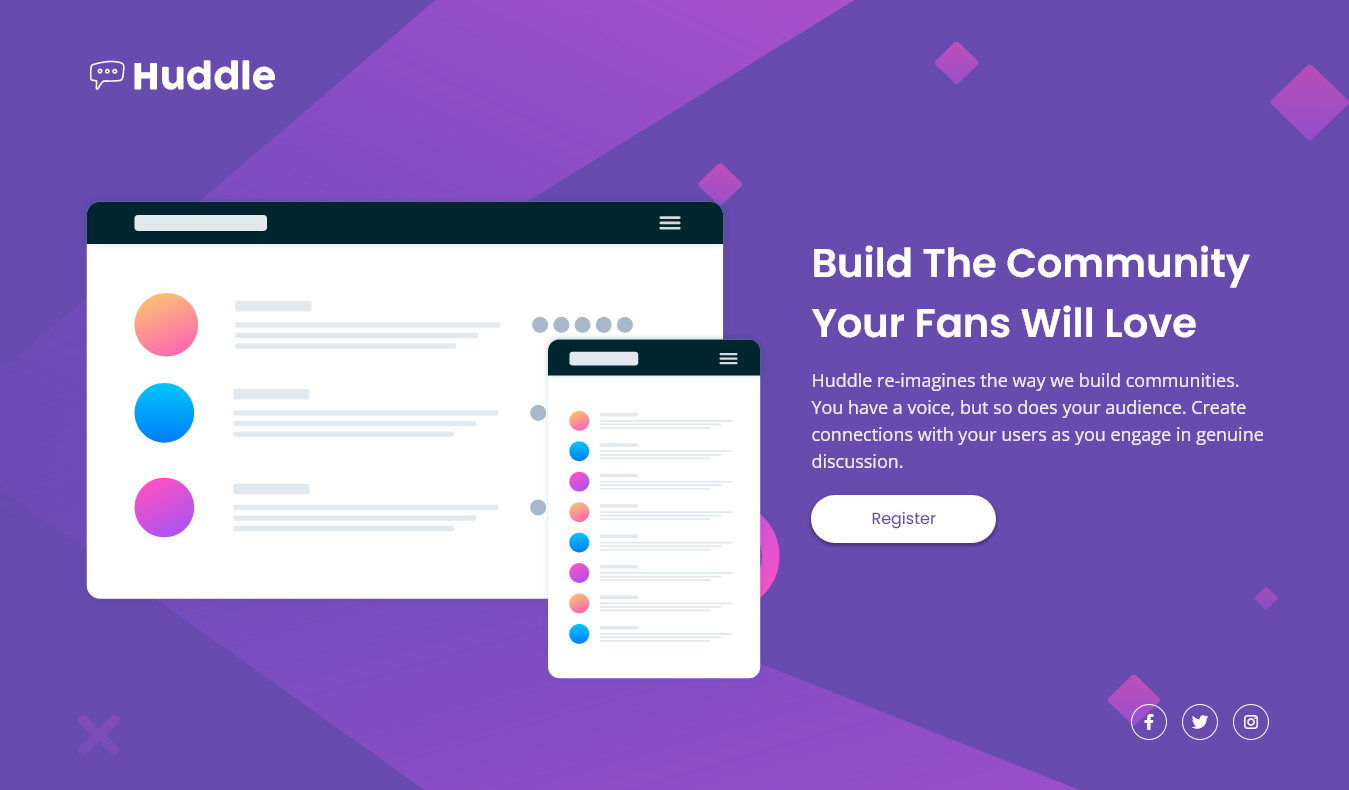 Huddle
Build The Community
Your Fans Will Love
Huddle re-imagines the way we build communities.
You have a voice, but so does your audience. Create
connections with your users as you engage in genuine
discussion.
Register